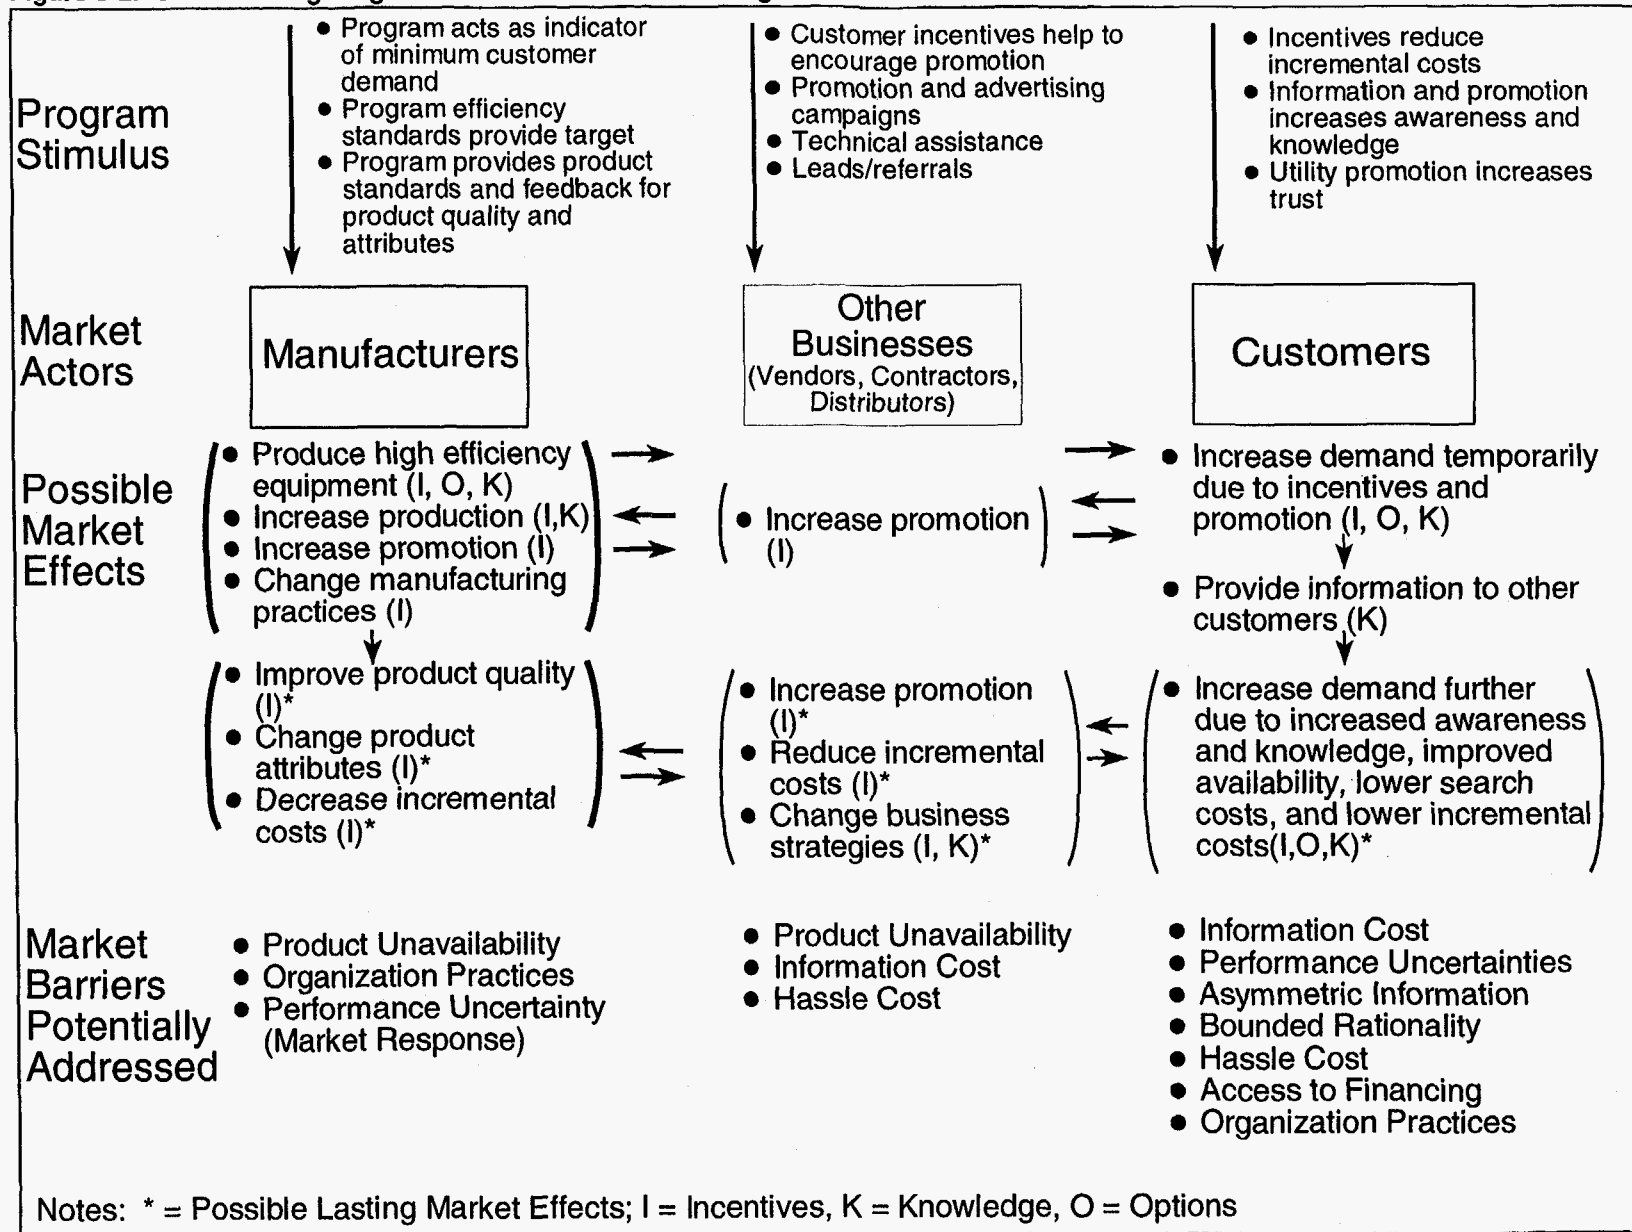 Program
Stimulus
● Program acts as indicator
of minimum customer
demand
● Program efficiency
standards provide target
● Program provides product
standards and feedback for
product quality and
attributes
● Customer incentives help to
encourage promotion
● Promotion and advertising
campaigns
● Technical assistance
● Leads/referrals
● Incentives reduce
incremental costs
● Information and promotion
increases awareness and
knowledge
● Utility promotion increases
trust
Market
Actors
Manufacturers
Other
Businesses
(Vendors, Contractors,
Distributors)
Customers
Possible
Market
Effects
● Produce high efficiency
equipment (I, O, K)
● Increase production (I,K)
● Increase promotion (I)
● Change manufacturing
practices (I)
● Increase promotion
(I)
● Increase demand temporarily
due to incentives and
promotion (I, O, K)
● Provide information to other
customers (K)
● Improve product quality
(I)*
● Change product
attributes (I)*
● Decrease incremental
costs (I)*
● Increase promotion
(I)*
● Reduce incremental
costs (I)*
● Change business
strategies (I, K)*
● Increase demand further
due to increased awareness
and knowledge, improved
availability, lower search
costs, and lower incremental
costs(I,O,K)*
Market
Barriers
Potentially
Addressed
● Product Unavailability
● Organization Practices
● Performance Uncertainty
(Market Response)
● Product Unavailability
● Information Cost
● Hassle Cost
● Information Cost
● Performance Uncertainties
● Asymmetric Information
● Bounded Rationality
● Hassle Cost
● Access to Financing
● Organization Practices
Notes: * = Possible Lasting Market Effects; I = Incentives, K = Knowledge, O = Options